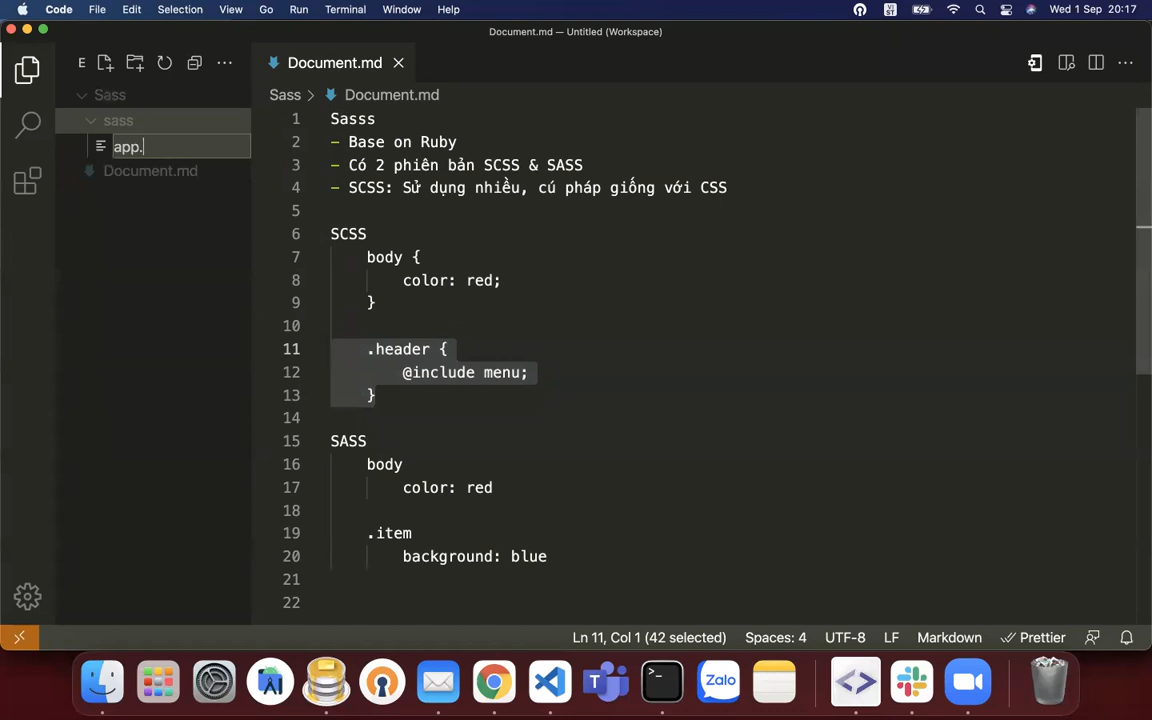 Code File Edit Selection View Go Run Terminal Window Help VI ST Wed 1 Sep 20:17
Document.md — Untitled (Workspace)
E
Document.md
Sass
sass
app.
Document.md
Sass > Document.md
1 Sasss
2 - Base on Ruby
3 - Có 2 phiên bản SCSS & SASS
4 - SCSS: Sử dụng nhiều, cú pháp giống với CSS
5
6 SCSS
7 body {
8 color: red;
9 }
10
11 .header {
12 @include menu;
13 }
14
15 SASS
16 body
17 color: red
18
19 .item
20 background: blue
21
22
Ln 11, Col 1 (42 selected) Spaces: 4 UTF-8 LF Markdown Prettier
Zalo